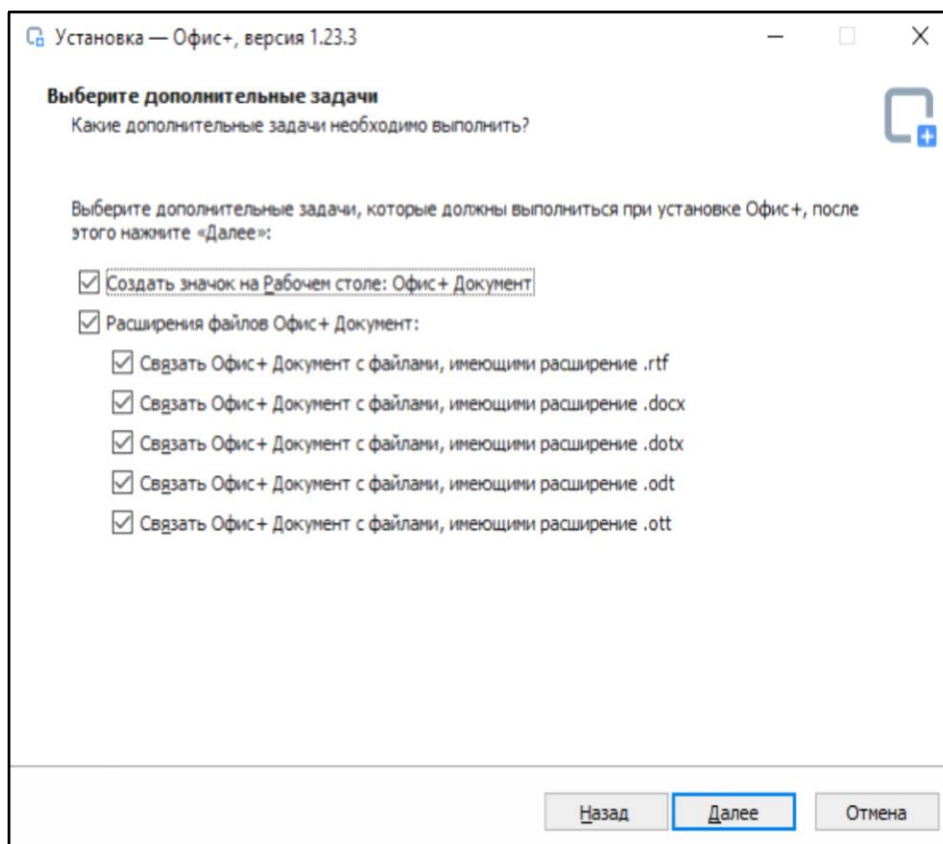 Установка — Офис+, версия 1.23.3
Выберите дополнительные задачи
Какие дополнительные задачи необходимо выполнить?
Выберите дополнительные задачи, которые должны выполниться при установке Офис+, после
этого нажмите «Далее»:
Создать значок на Рабочем столе: Офис+ Документ
Расширения файлов Офис+ Документ:
Связать Офис+ Документ с файлами, имеющими расширение .rtf
Связать Офис+ Документ с файлами, имеющими расширение .docx
Связать Офис+ Документ с файлами, имеющими расширение .dotx
Связать Офис+ Документ с файлами, имеющими расширение .odt
Связать Офис+ Документ с файлами, имеющими расширение .ott
Назад Далее Отмена